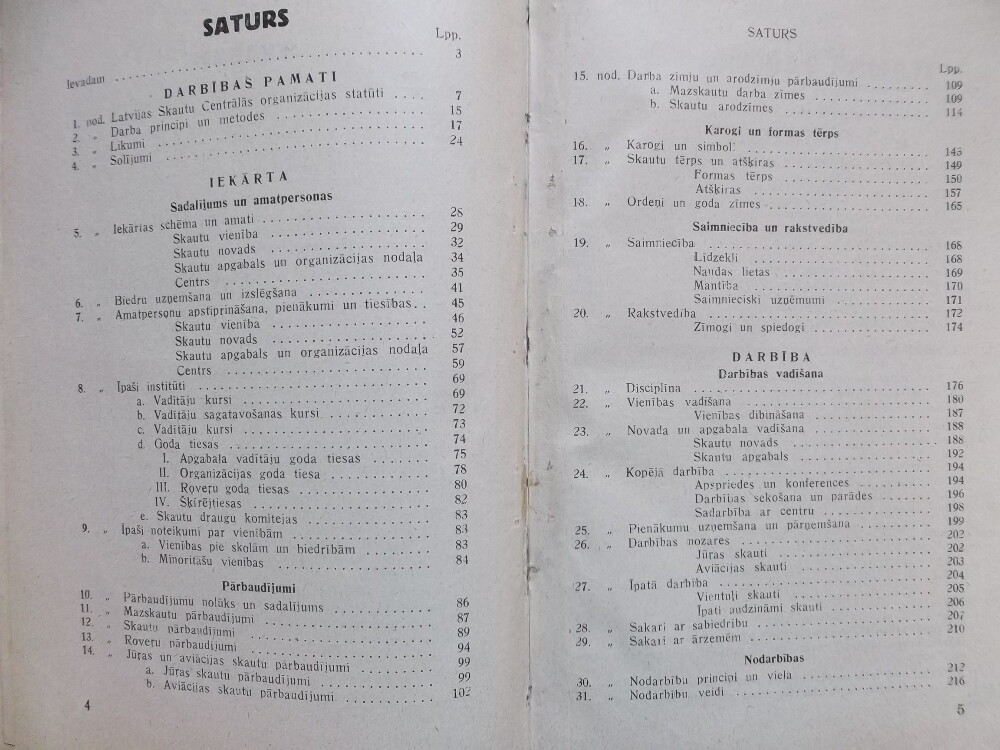 SATURS
Lpp.
Ievadam . . . . . . . . . . . . . . . . . . . . 3
DARBĪBAS PAMATI
1. nod. Latvijas Skautu Centrālās organizācijas statūti . . . . 7
2. „ Darba principi un metodes . . . . . . . . . . 15
3. „ Likumi . . . . . . . . . . . . . . . . 17
4. „ Solījumi . . . . . . . . . . . . . . . . 24
IEKĀRTA
Sadalījums un amatpersonas
5. „ Iekārtas schēma un amati . . . . . . . . . . 28
Skautu vienība . . . . . . . . . . 29
Skautu novads . . . . . . . . . . 32
Skautu apgabals un organizācijas nodaļa 34
Centrs . . . . . . . . . . . . 35
6. „ Biedru uzņemšana un izslēgšana . . . . . . . . 41
7. „ Amatpersonu apstiprināšana, pienākumi un tiesības . . 45
Skautu vienība . . . . . . . . . . 46
Skautu novads . . . . . . . . . . 52
Skautu apgabals un organizācijas nodaļa 57
Centrs . . . . . . . . . . . . 59
8. „ Īpaši institūti . . . . . . . . . . . . . . 69
a. Vadītāju kursi . . . . . . . . . . . . 69
b. Vadītāju sagatavošanas kursi . . . . . . . 72
c. Vadītāju kursi . . . . . . . . . . . . 73
d. Goda tiesas . . . . . . . . . . . . 74
I. Apgabala vadītāju goda tiesas . . . . . . 75
II. Organizācijas goda tiesa . . . . . . . 78
III. Roveru goda tiesas . . . . . . . . . 80
IV. Šķīrējtiesas . . . . . . . . . . . 82
e. Skautu draugu komitejas . . . . . . . . . 83
9. „ Īpaši noteikumi par vienībām . . . . . . . . . 83
a. Vienības pie skolām un biedrībām . . . . . . 83
b. Minoritāšu vienības . . . . . . . . . . 84
Pārbaudījumi
10. „ Pārbaudījumu nolūks un sadalījums . . . . . . . 86
11. „ Mazskautu pārbaudījumi . . . . . . . . . . 87
12. „ Skautu pārbaudījumi . . . . . . . . . . . 89
13. „ Roveru pārbaudījumi . . . . . . . . . . . 94
14. „ Jūras un aviācijas skautu pārbaudījumi . . . . . . 99
a. Jūras skautu pārbaudījumi . . . . . . . . 99
b. Aviācijas skautu pārbaudījumi . . . . . . . 102
4
SATURS
Lpp.
15. nod. Darba zīmju un arodzīmju pārbaudījumi . . . . . . 109
a. Mazskautu darba zīmes . . . . . . . . . 109
b. Skautu arodzīmes . . . . . . . . . . . 114
Karogi un formas tērps
16. „ Karogi un simboli . . . . . . . . . . . . 143
17. „ Skautu tērps un atšķiras . . . . . . . . . . 149
Formas tērps . . . . . . . . . . . 150
Atšķiras . . . . . . . . . . . . . 157
18. „ Ordeņi un goda zīmes . . . . . . . . . . . 165
Saimniecība un rakstvedība
19. „ Saimniecība . . . . . . . . . . . . . . 168
Līdzekļi . . . . . . . . . . . . . 168
Naudas lietas . . . . . . . . . . . 169
Mantība . . . . . . . . . . . . . 170
Saimnieciski uzņēmumi . . . . . . . . 171
20. „ Rakstvedība . . . . . . . . . . . . . . 172
Zīmogi un spiedogi . . . . . . . . . 174
DARBĪBA
Darbības vadīšana
21. „ Disciplīna . . . . . . . . . . . . . . 176
22. „ Vienības vadīšana . . . . . . . . . . . . 180
Vienības dibināšana . . . . . . . . . 187
23. „ Novada un apgabala vadīšana . . . . . . . . 188
Skautu novads . . . . . . . . . . . 188
Skautu apgabals . . . . . . . . . . 192
24. „ Kopējā darbība . . . . . . . . . . . . . 194
Apspriedes un konferences . . . . . . . 194
Darbības sekošana un parādes . . . . . . 196
Sadarbība ar centru . . . . . . . . . 198
25. „ Pienākumu uzņemšana un pārņemšana . . . . . . 199
26. „ Darbības nozares . . . . . . . . . . . . 202
Jūras skauti . . . . . . . . . . . . 202
Aviācijas skauti . . . . . . . . . . 203
27. „ Īpatā darbība . . . . . . . . . . . . . 204
Vientuļi skauti . . . . . . . . . . . 205
Īpati audzināmi skauti . . . . . . . . 206
28. „ Sakari ar sabiedrību . . . . . . . . . . . 207
29. „ Sakari ar ārzemēm . . . . . . . . . . . . 210
Nodarbības
30. „ Nodarbību principi un viela . . . . . . . . . 212
31. „ Nodarbību veidi . . . . . . . . . . . . . 216
5